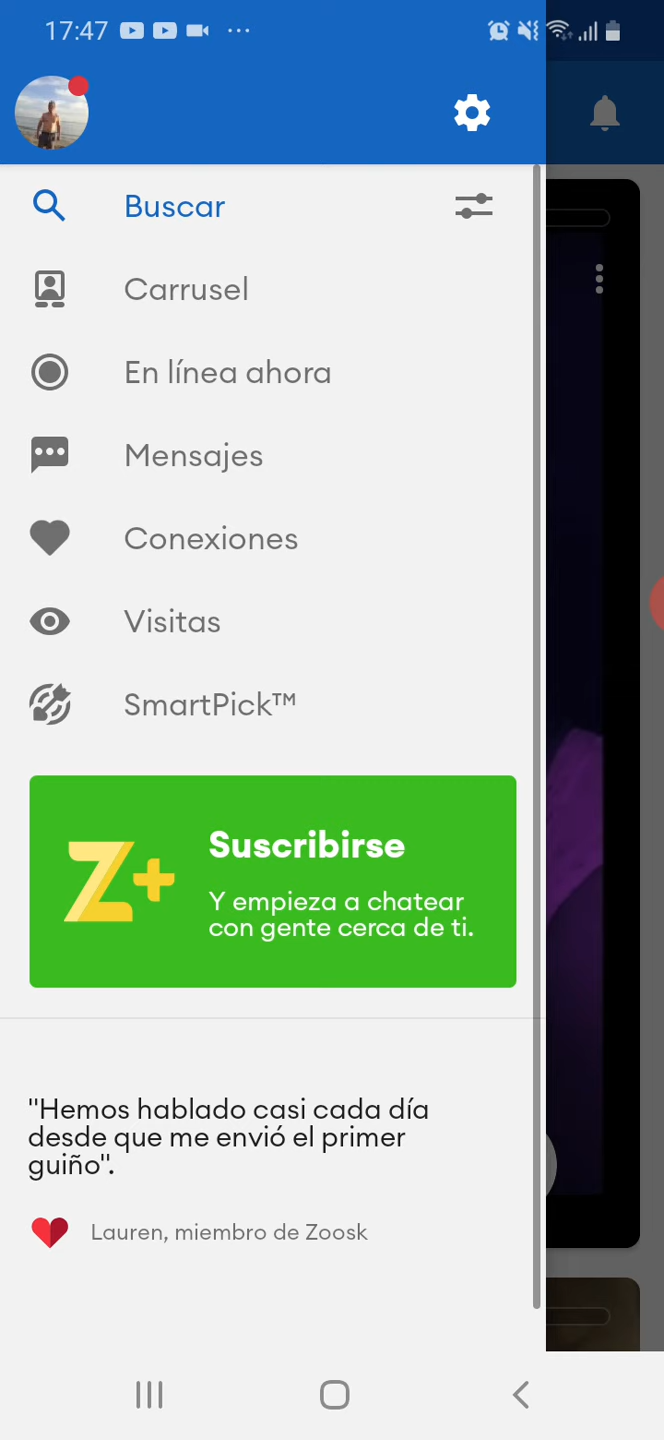 17:47
Buscar
Carrusel
En línea ahora
Mensajes
Conexiones
Visitas
SmartPick™
Z+
Suscribirse
Y empieza a chatear
con gente cerca de ti.
"Hemos hablado casi cada día
desde que me envió el primer
guiño".
Lauren, miembro de Zoosk